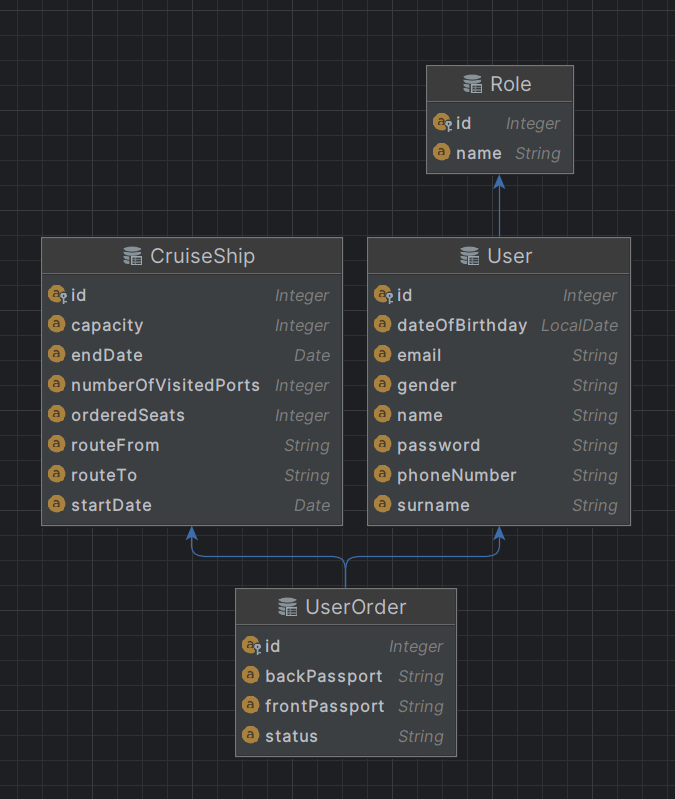 Role
id Integer
name String
CruiseShip
id Integer
capacity Integer
endDate Date
numberOfVisitedPorts Integer
orderedSeats Integer
routeFrom String
routeTo String
startDate Date
User
id Integer
dateOfBirthday LocalDate
email String
gender String
name String
password String
phoneNumber String
surname String
UserOrder
id Integer
backPassport String
frontPassport String
status String